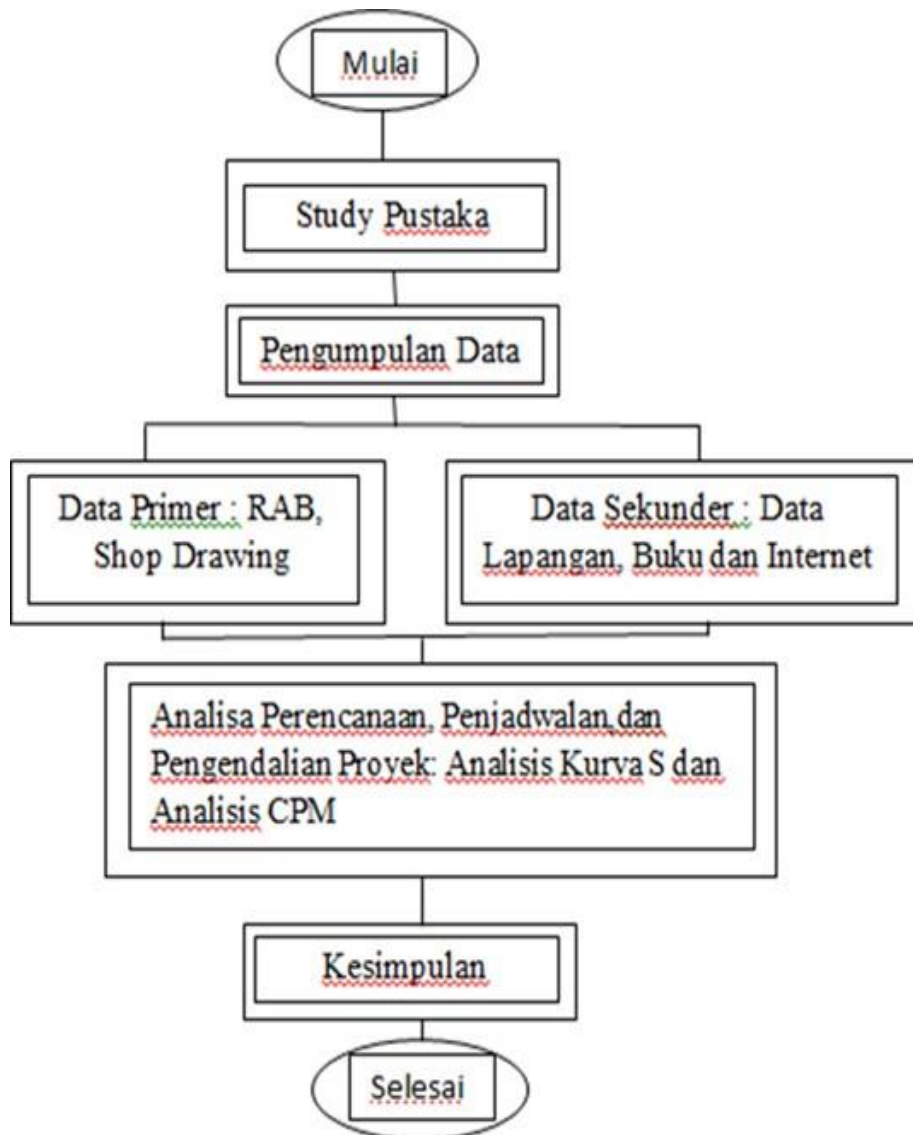 Mulai
Study Pustaka
Pengumpulan Data
Data Primer : RAB,
Shop Drawing
Data Sekunder : Data
Lapangan, Buku dan Internet
Analisa Perencanaan, Penjadwalan,dan
Pengendalian Proyek: Analisis Kurva S dan
Analisis CPM
Kesimpulan
Selesai